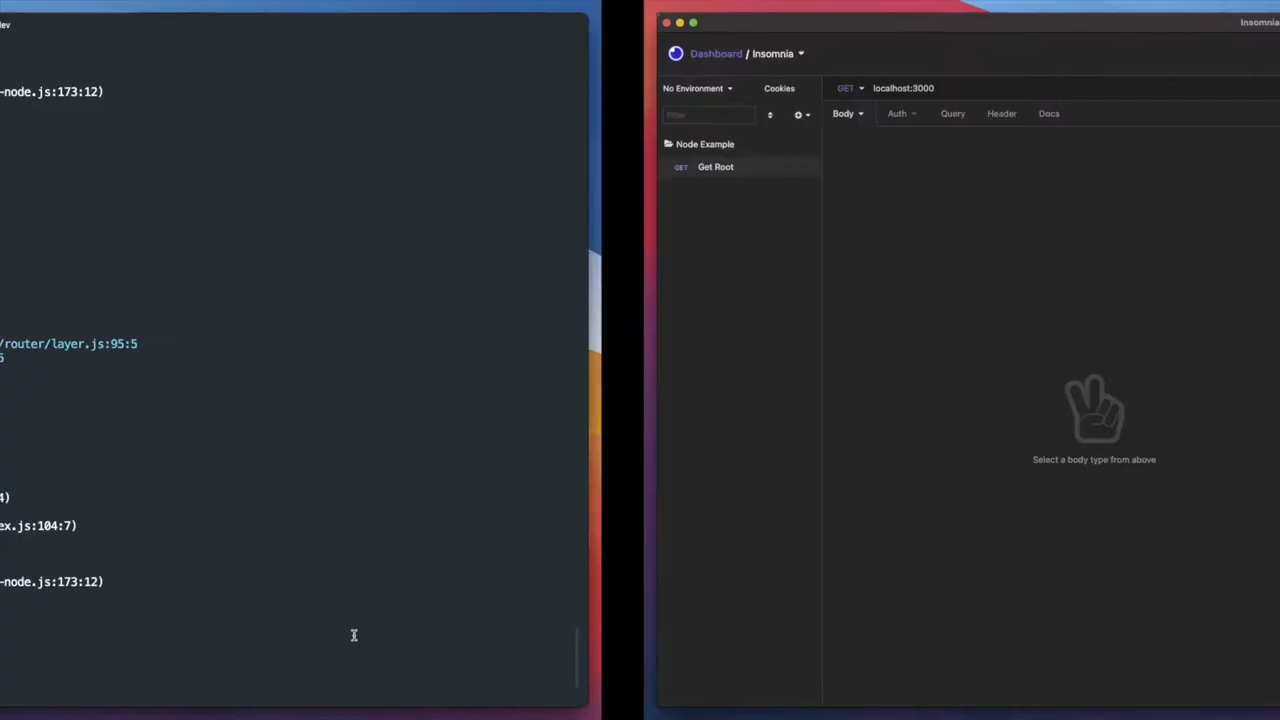 dev
-node.js:173:12)
/router/layer.js:95:5
5
4)
ex.js:104:7)
-node.js:173:12)
Insomnia
Dashboard / Insomnia
No Environment Cookies
GET localhost:3000
Filter
Body Auth Query Header Docs
Node Example
GET Get Root
Select a body type from above